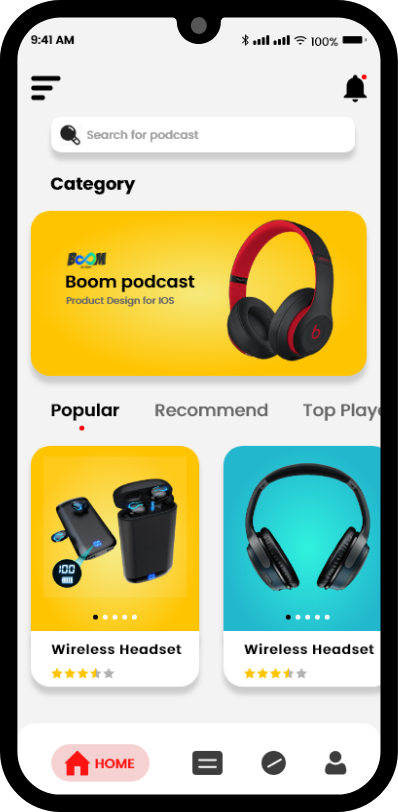 9:41 AM 100%
Search for podcast
Category
BOOM
Boom podcast
Product Design for IOS
Popular Recommend Top Playe
100
Wireless Headset Wireless Headset
HOME